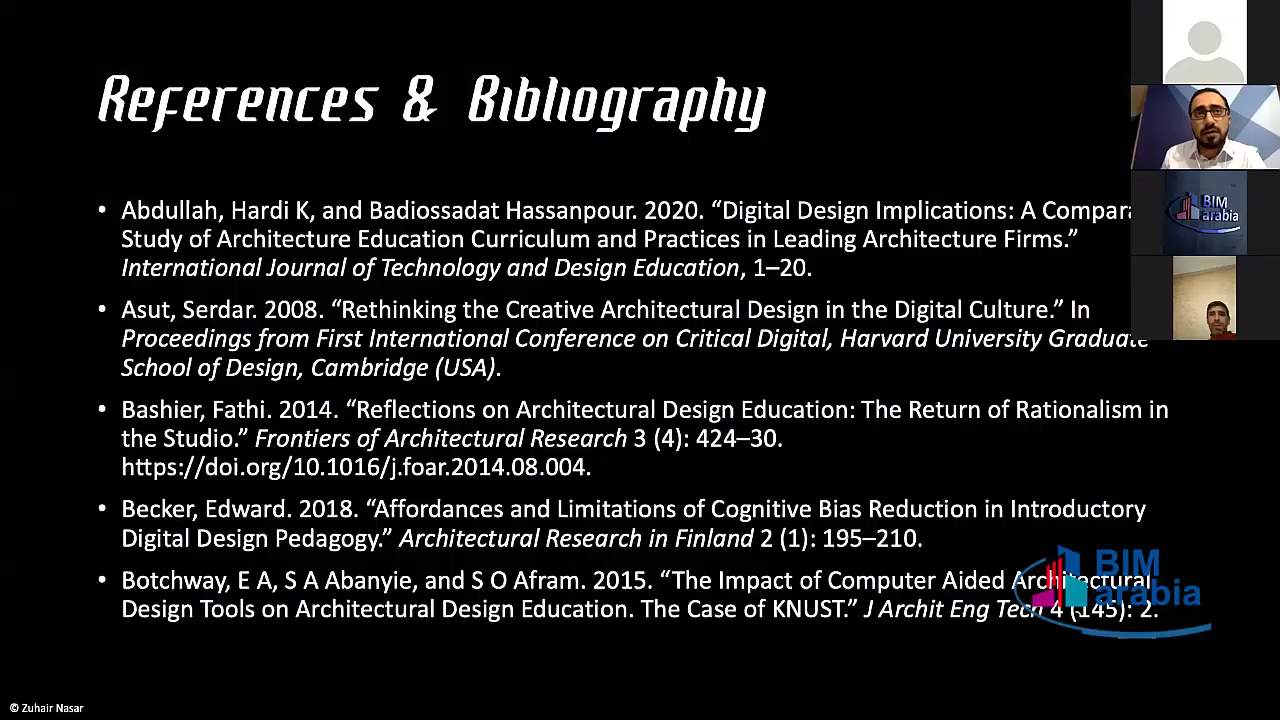 References & Bibliography
• Abdullah, Hardi K, and Badiossadat Hassanpour. 2020. “Digital Design Implications: A Compara
Study of Architecture Education Curriculum and Practices in Leading Architecture Firms.”
International Journal of Technology and Design Education, 1–20.
• Asut, Serdar. 2008. “Rethinking the Creative Architectural Design in the Digital Culture.” In
Proceedings from First International Conference on Critical Digital, Harvard University Graduate
School of Design, Cambridge (USA).
• Bashier, Fathi. 2014. “Reflections on Architectural Design Education: The Return of Rationalism in
the Studio.” Frontiers of Architectural Research 3 (4): 424–30.
https://doi.org/10.1016/j.foar.2014.08.004.
• Becker, Edward. 2018. “Affordances and Limitations of Cognitive Bias Reduction in Introductory
Digital Design Pedagogy.” Architectural Research in Finland 2 (1): 195–210.
• Botchway, E A, S A Abanyie, and S O Afram. 2015. “The Impact of Computer Aided Architectural
Design Tools on Architectural Design Education. The Case of KNUST.” J Archit Eng Tech 4 (145): 2.
BIM
arabia
BIM
arabia
© Zuhair Nasar